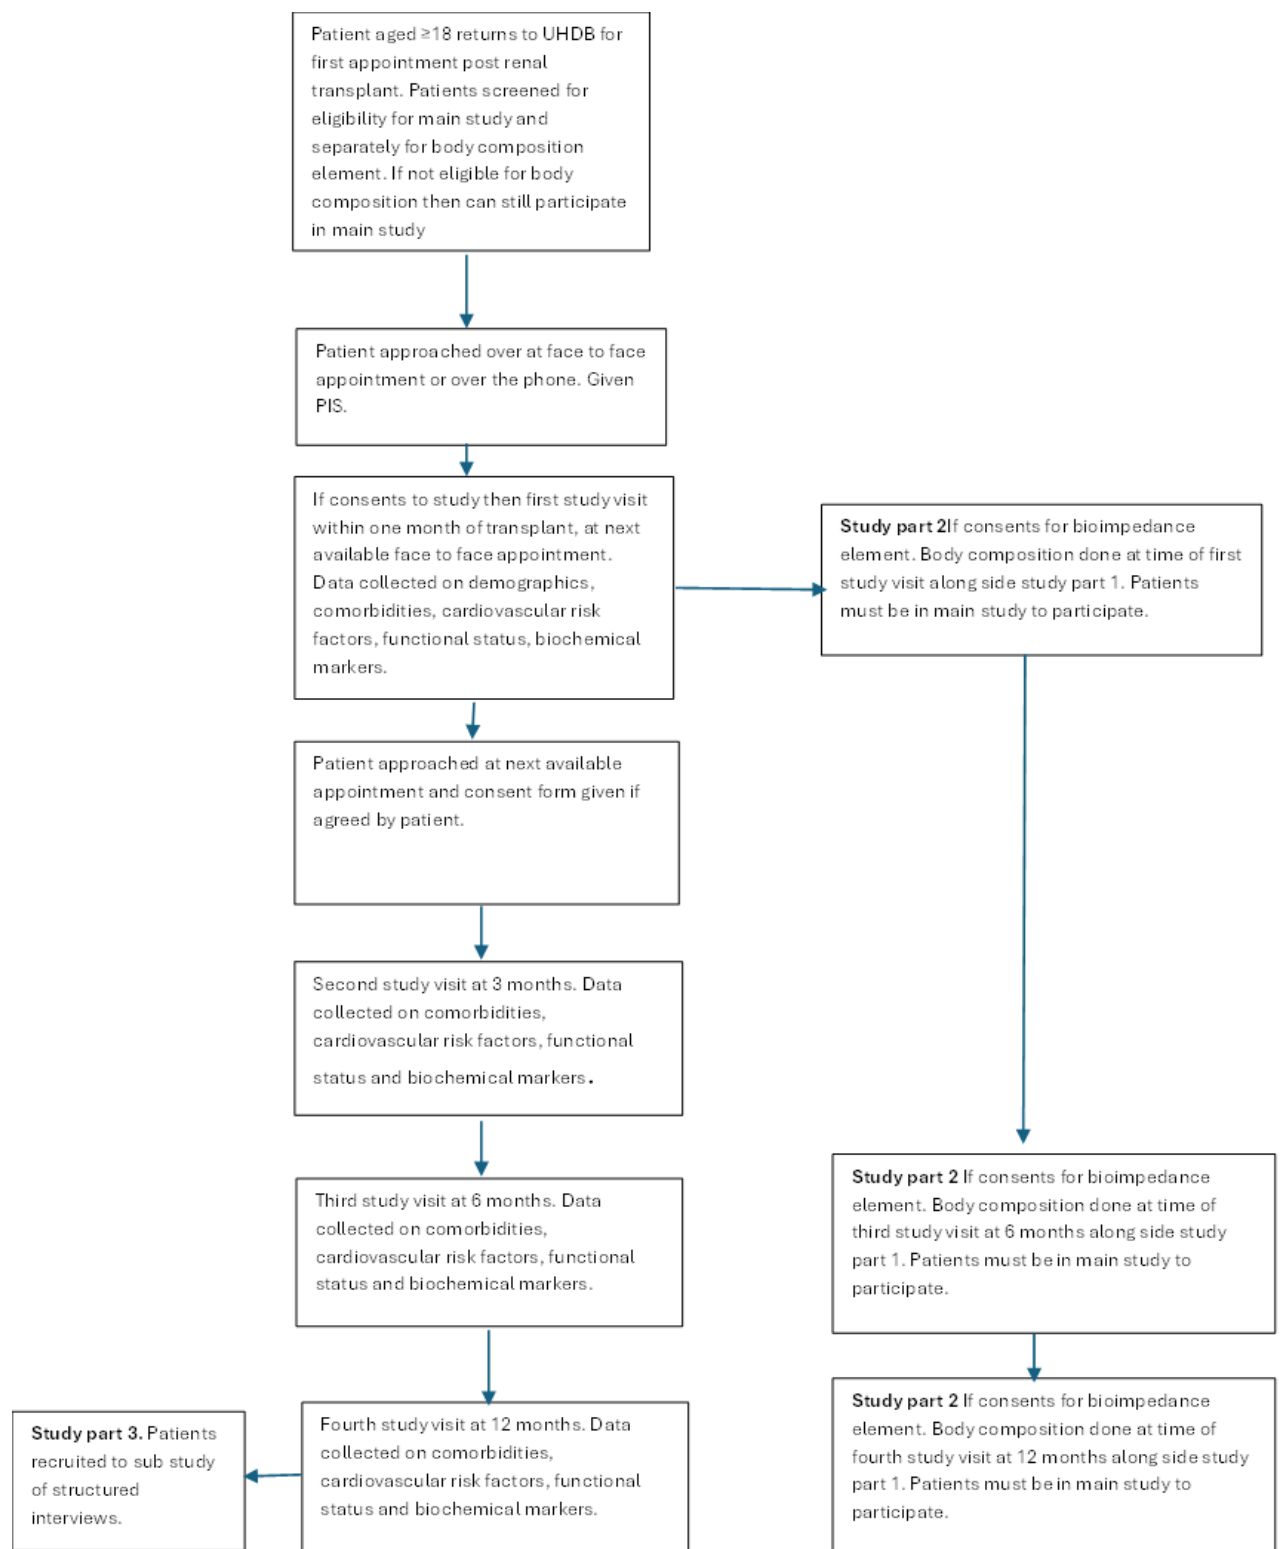 Patient aged ≥18 returns to UHDB for
first appointment post renal
transplant. Patients screened for
eligibility for main study and
separately for body composition
element. If not eligible for body
composition then can still participate
in main study
Patient approached over at face to face
appointment or over the phone. Given
PIS.
If consents to study then first study visit
within one month of transplant, at next
available face to face appointment.
Data collected on demographics,
comorbidities, cardiovascular risk
factors, functional status, biochemical
markers.
Study part 2If consents for bioimpedance
element. Body composition done at time of first
study visit along side study part 1. Patients
must be in main study to participate.
Patient approached at next available
appointment and consent form given if
agreed by patient.
Second study visit at 3 months. Data
collected on comorbidities,
cardiovascular risk factors, functional
status and biochemical markers.
Third study visit at 6 months. Data
collected on comorbidities,
cardiovascular risk factors, functional
status and biochemical markers.
Study part 2 If consents for bioimpedance
element. Body composition done at time of
third study visit at 6 months along side study
part 1. Patients must be in main study to
participate.
Study part 3. Patients
recruited to sub study
of structured
interviews.
Fourth study visit at 12 months. Data
collected on comorbidities,
cardiovascular risk factors, functional
status and biochemical markers.
Study part 2 If consents for bioimpedance
element. Body composition done at time of
fourth study visit at 12 months along side study
part 1. Patients must be in main study to
participate.